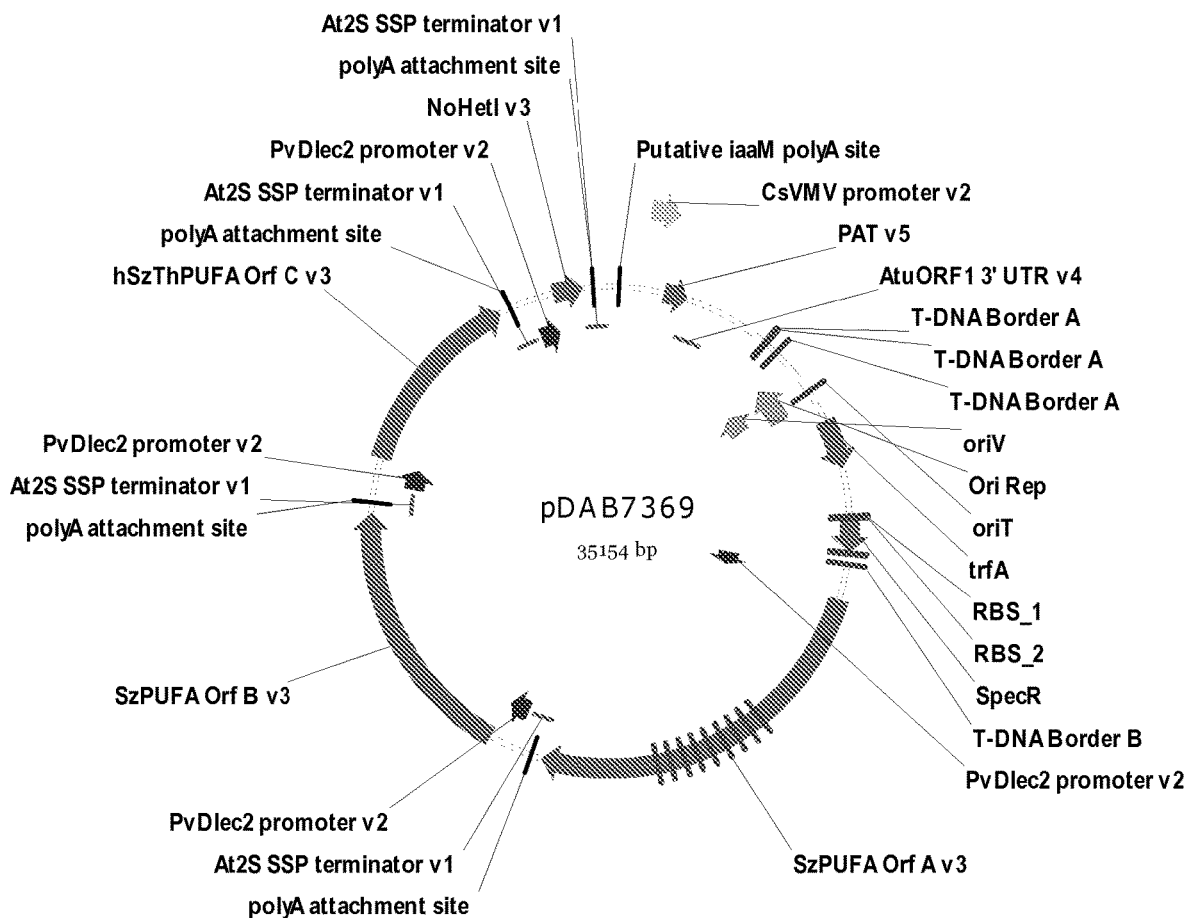 At2S SSP terminator v1
polyA attachment site
NoHetI v3
PvDlec2 promoter v2
At2S SSP terminator v1
polyA attachment site
hSzThPUFA Orf C v3
Putative iaaM polyA site
CsVMV promoter v2
PAT v5
AtuORF1 3' UTR v4
T-DNA Border A
T-DNA Border A
T-DNA Border A
oriV
Ori Rep
oriT
trfA
RBS_1
RBS_2
SpecR
T-DNA Border B
PvDlec2 promoter v2
PvDlec2 promoter v2
At2S SSP terminator v1
polyA attachment site
pDAB7369
35154 bp
SzPUFA Orf B v3
PvDlec2 promoter v2
At2S SSP terminator v1
polyA attachment site
SzPUFA Orf A v3